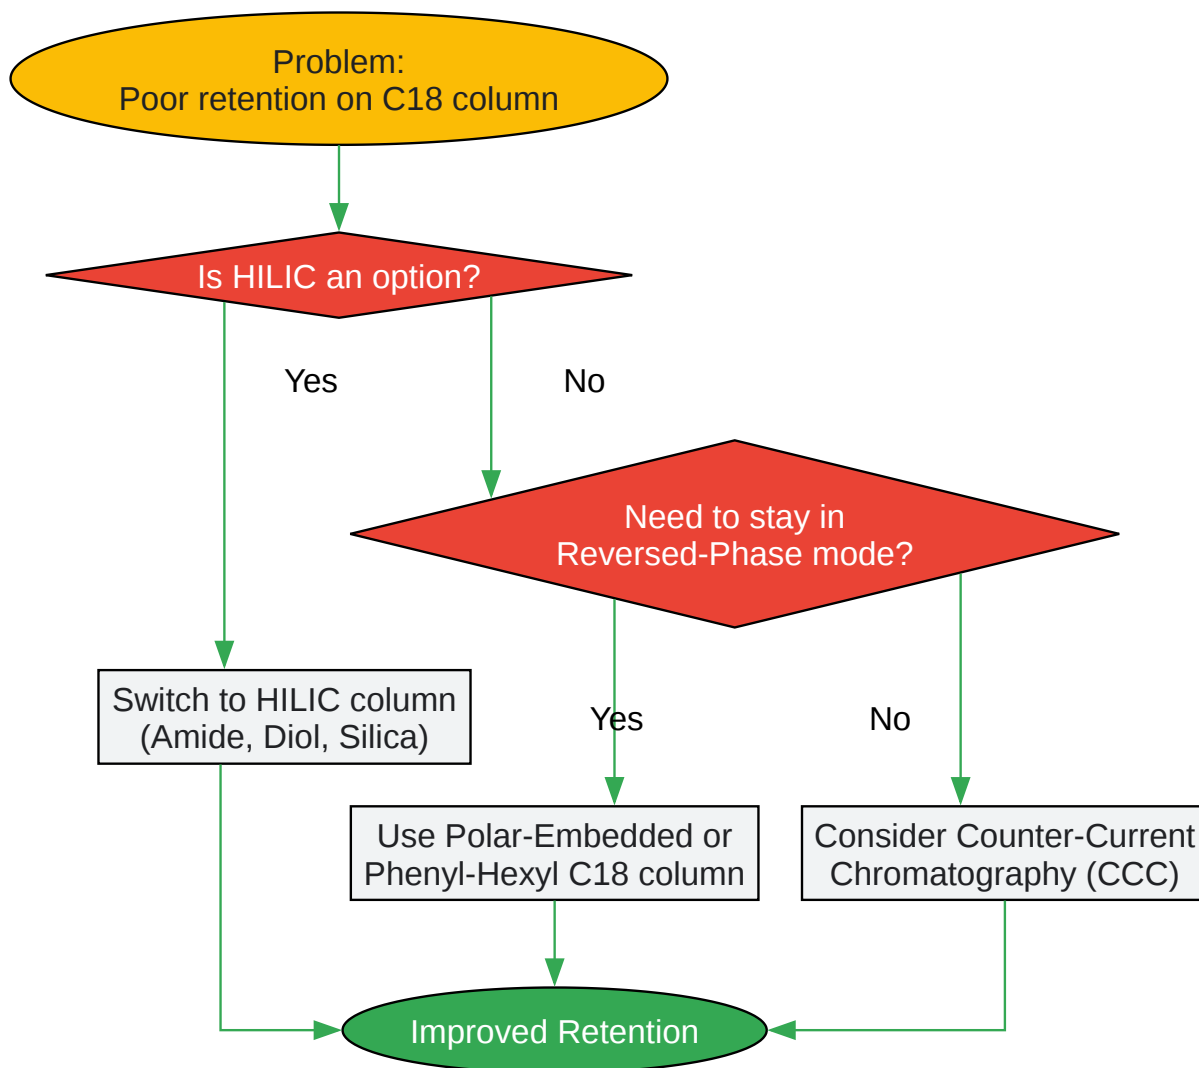 Problem:
Poor retention on C18 column
Is HILIC an option?
Yes
No
Need to stay in
Reversed-Phase mode?
Switch to HILIC column
(Amide, Diol, Silica)
Yes
No
Use Polar-Embedded or
Phenyl-Hexyl C18 column
Consider Counter-Current
Chromatography (CCC)
Improved Retention